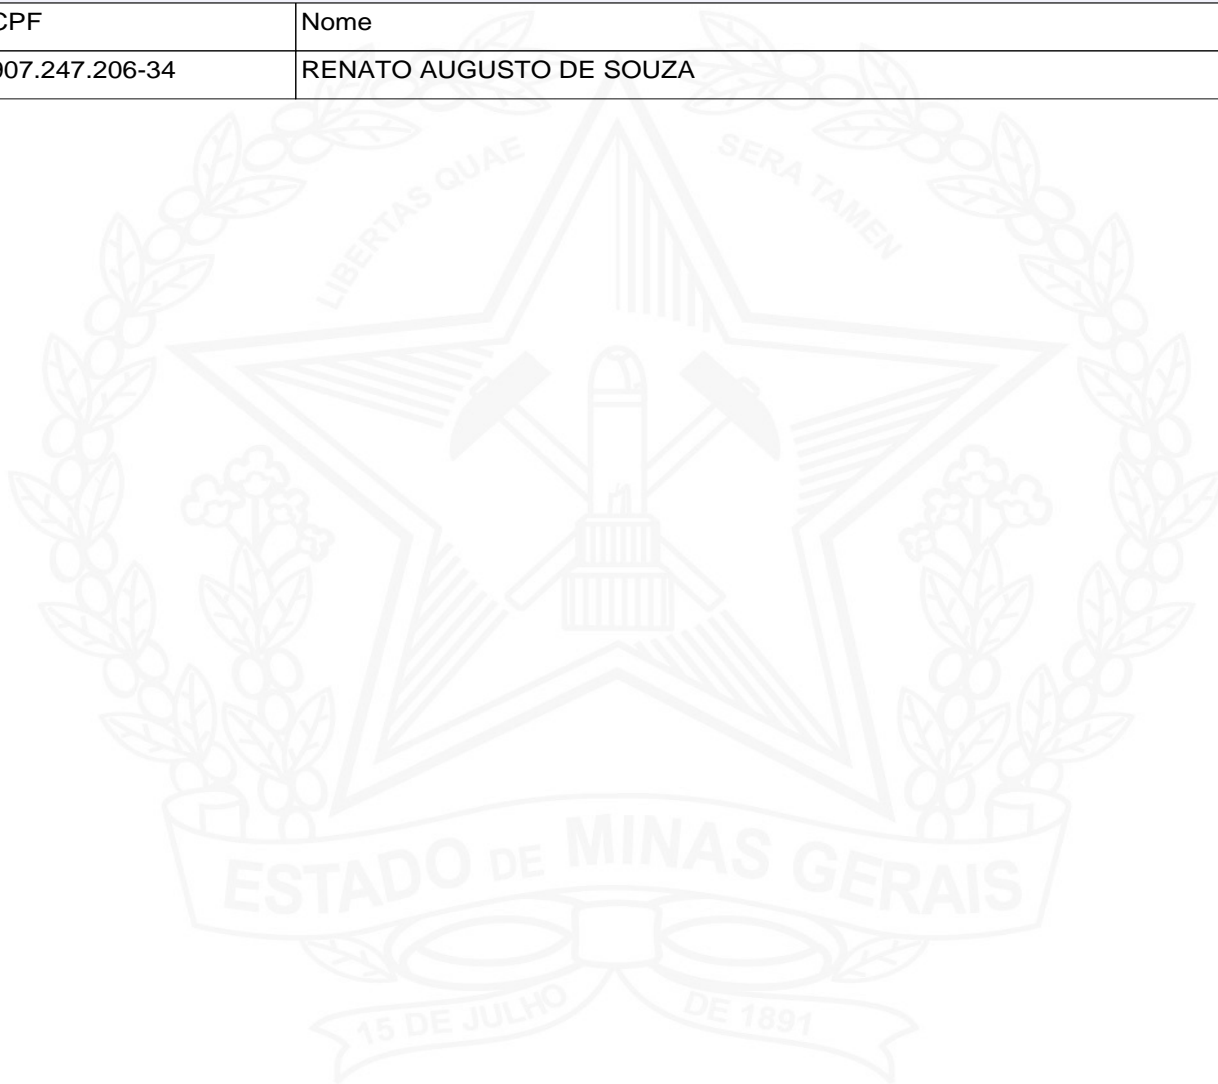 CPF Nome
907.247.206-34 RENATO AUGUSTO DE SOUZA
LIBERTAS QUAE SERA TAMEN
ESTADO DE MINAS GERAIS
15 DE JULHO DE 1891